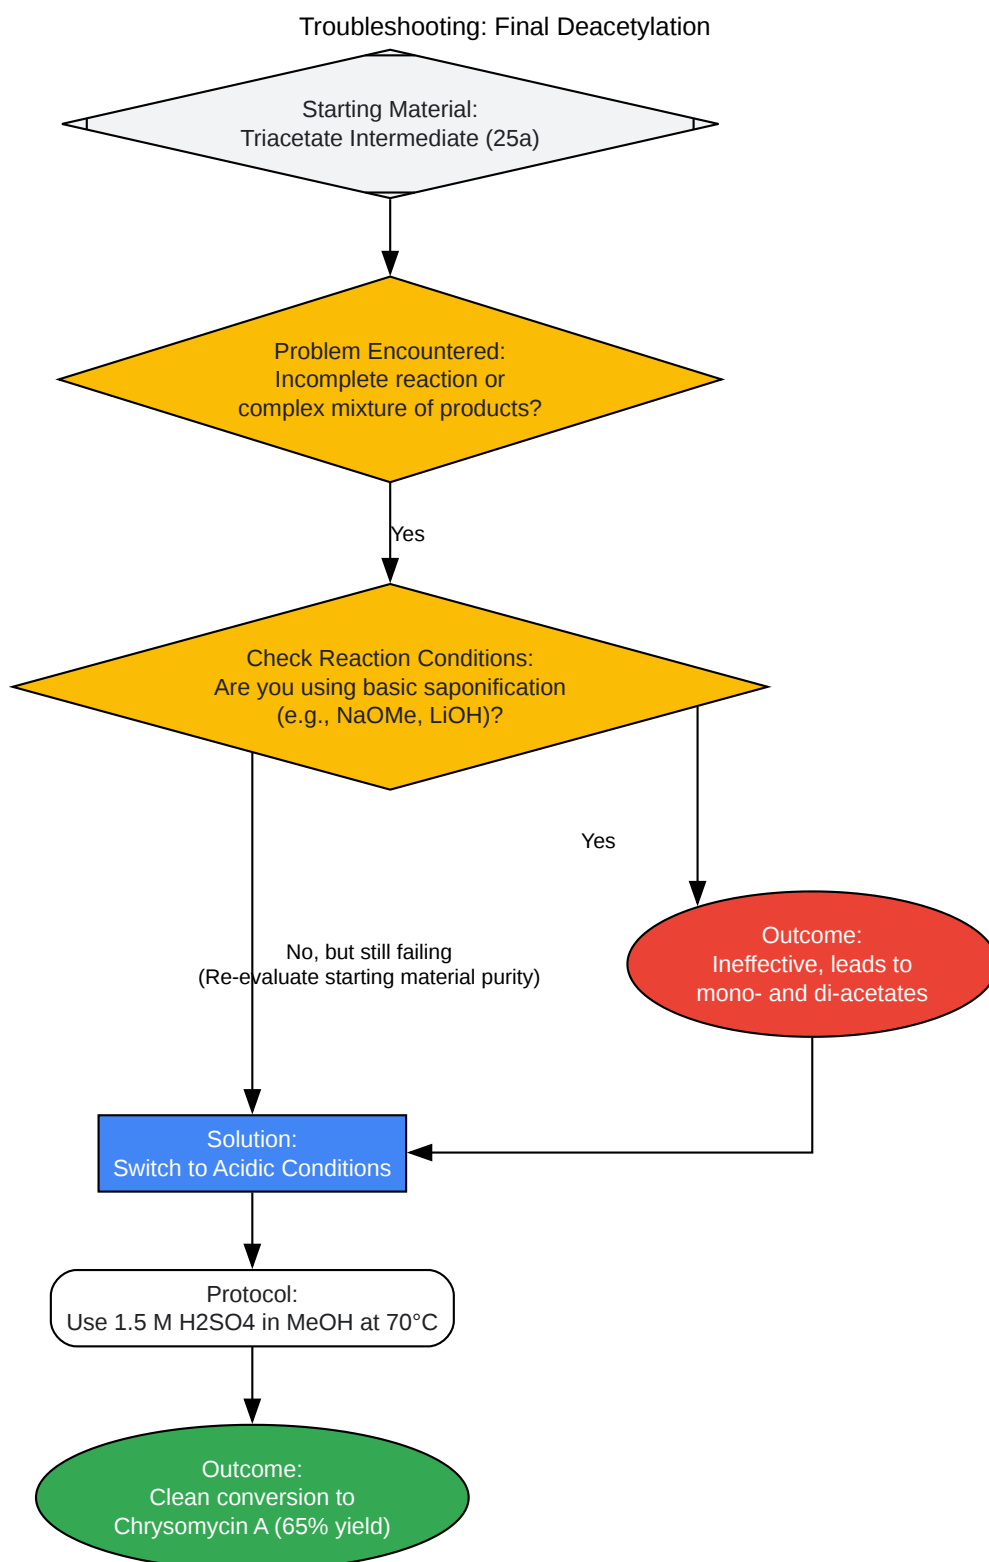 Troubleshooting: Final Deacetylation
Starting Material:
Triacetate Intermediate (25a)
Problem Encountered:
Incomplete reaction or
complex mixture of products?
Yes
Check Reaction Conditions:
Are you using basic saponification
(e.g., NaOMe, LiOH)?
Yes
No, but still failing
(Re-evaluate starting material purity)
Outcome:
Ineffective, leads to
mono- and di-acetates
Solution:
Switch to Acidic Conditions
Protocol:
Use 1.5 M H2SO4 in MeOH at 70°C
Outcome:
Clean conversion to
Chrysomycin A (65% yield)